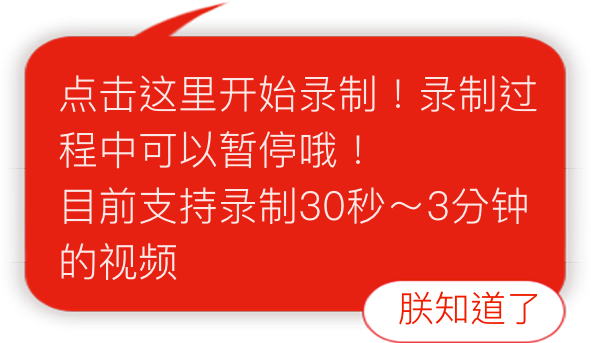 点击这里开始录制！录制过
程中可以暂停哦！
目前支持录制30秒～3分钟
的视频
朕知道了